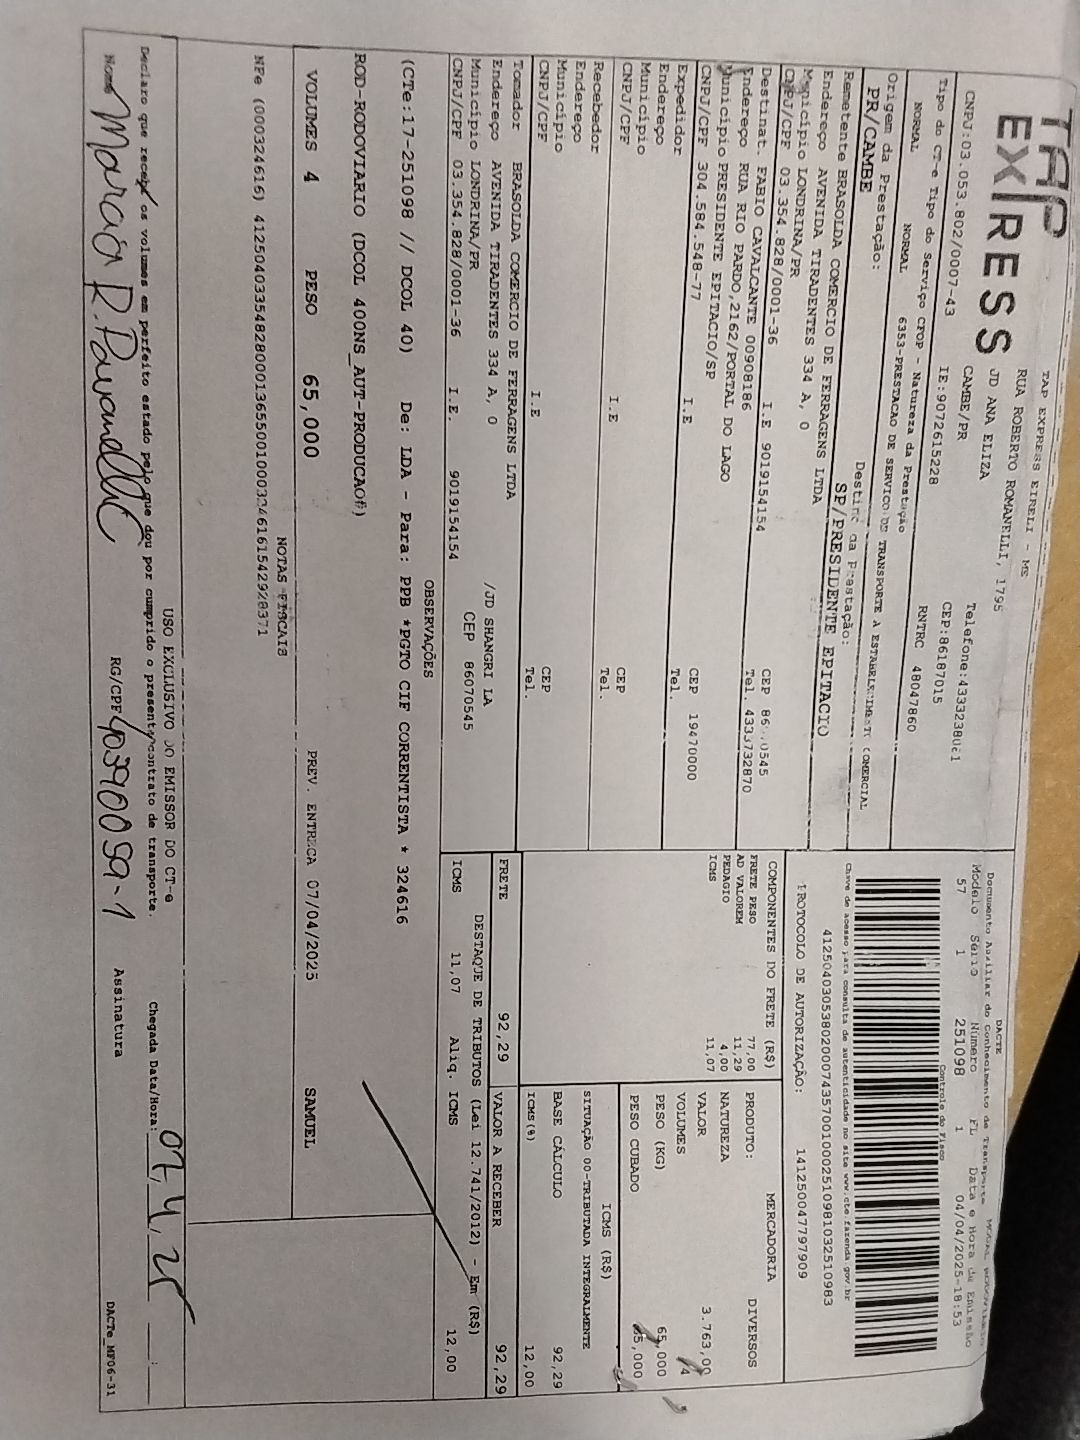 TAP
EXPRESS
TAP EXPRESS EIRELI - ME
RUA ROBERTO ROMANELLI, 1795
JD ANA ELIZA
CAMBE/PR
CNPJ:03.053.802/0007-43
IE:9072615228
CEP:86187015
Tipo do CT-e Tipo do Serviço CFOP - Natureza da Prestação
RNTRC 48047860
NORMAL NORMAL 6353-PRESTACAO DE SERVICO DE TRANSPORTE A ESTABELECIMENTO COMERCIAL
Origem da Prestação:
PR/CAMBE
Destino da Prestação:
SP/PRESIDENTE EPITACIO
DACTE
Documento Auxiliar do Conhecimento de Transporte
Modelo Série Número FL Data e Hora de Emissão
57 1 251098 1 04/04/2025-18:53
Controle do Fisco
Chave de acesso para consulta de autenticidade no site www.cte.fazenda.gov.br
PROTOCOLO DE AUTORIZAÇÃO: 141250047797909
Remetente BRASOLDA COMERCIO DE FERRAGENS LTDA
Endereço AVENIDA TIRADENTES 334 A, 0
Município LONDRINA/PR
CNPJ/CPF 03.354.828/0001-36 I.E 9019154154
Destinat. FABIO CAVALCANTE 00908186
Endereço RUA RIO PARDO,2162/PORTAL DO LAGO
Tel. 4333732870
Município PRESIDENTE EPITACIO/SP
CNPJ/CPF 304.584.548-77 I.E
CEP 19470000
Expedidor
Tel.
Endereço
Município
CNPJ/CPF I.E
CEP
Recebedor
Tel.
Endereço
Município
CNPJ/CPF I.E
CEP
Tel.
Tomador BRASOLDA COMERCIO DE FERRAGENS LTDA
Endereço AVENIDA TIRADENTES 334 A, 0 /JD SHANGRI LA
Município LONDRINA/PR CEP 86070545
CNPJ/CPF 03.354.828/0001-36 I.E. 9019154154
COMPONENTES DO FRETE (R$)
FRETE PESO 77,00
AD VALOREM 11,29
PEDAGIO 4,00
ICMS 11,07
FRETE 92,29
MERCADORIA
PRODUTO: DIVERSOS
NATUREZA
VALOR 3.763,00
VOLUMES 4
PESO (KG) 65,000
PESO CUBADO 65,000
ICMS (R$)
SITUAÇÃO 00-TRIBUTADA INTEGRALMENTE
BASE CÁLCULO 92,29
ICMS(%) 12,00
VALOR A RECEBER 92,29
DESTAQUE DE TRIBUTOS (Lei 12.741/2012) - Em (R$)
ICMS 11,07 Aliq. ICMS 12,00
OBSERVAÇÕES
(CTe:17-251098 // DCOL 40) De: LDA - Para: PPB *PGTO CIF CORRENTISTA * 324616
ROD-RODOVIARIO (DCOL 400NS_AUT-PRODUCAO#)
VOLUMES 4 PESO 65,000 PREV. ENTREGA 07/04/2025 SAMUEL
NOTAS FISCAIS
USO EXCLUSIVO DO EMISSOR DO CT-e
Declaro que recebi os volumes em perfeito estado pelo que dou por cumprido o presente contrato de transporte.
Chegada Data/Hora: 07, 4, 25
Nome RG/CPF Assinatura
DACTe_MF06-31